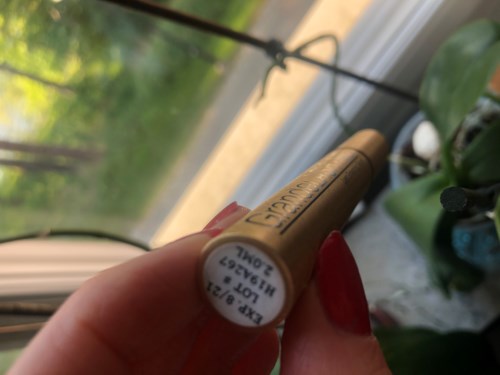 EXP. 8/21
LOT #
H19A267
2.0ML